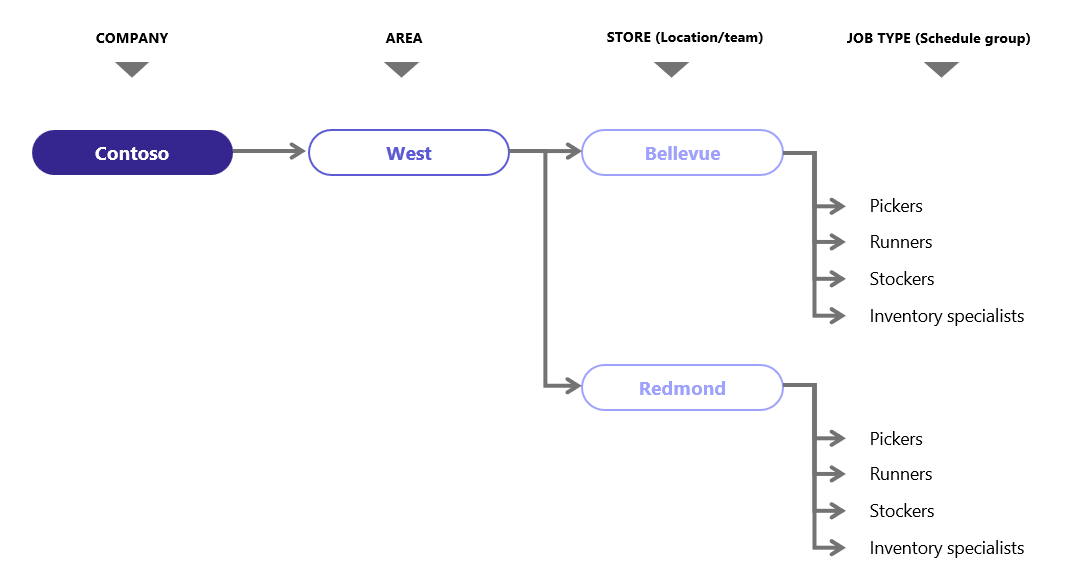 COMPANY
AREA
STORE (Location/team)
JOB TYPE (Schedule group)
Contoso
West
Bellevue
Pickers
Runners
Stockers
Inventory specialists
Redmond
Pickers
Runners
Stockers
Inventory specialists